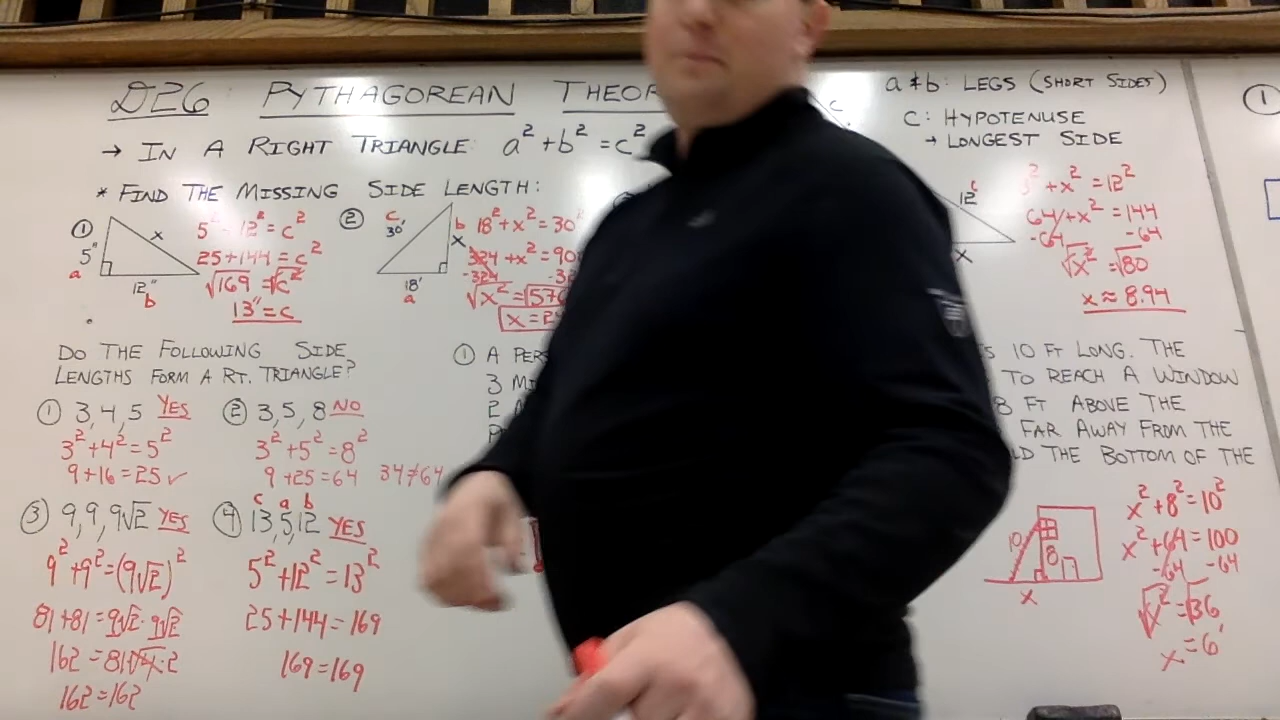 D26 PYTHAGOREAN
→ IN A RIGHT TRIANGLE a² + b² = c²
c
a & b: LEGS (SHORT SIDES)
C: HYPOTENUSE
→ LONGEST SIDE
* FIND THE MISSING SIDE LENGTH:
①
5"
a
x
12"
b
5² 12² = c²
25 + 144 = c²
√169 = √c²
13" = c
②
c
30'
b
x
18'
a
18² + x² = 30²
324 + x² = 90
-324
√x² =
x = 2
12
c
x
+ x² = 12²
64 + x² = 144
-64 -64
√x² = √80
x ≈ 8.94
①
DO THE FOLLOWING SIDE
LENGTHS FORM A RT. TRIANGLE?
① 3, 4, 5 YES
3² + 4² = 5²
9 + 16 = 25 ✓
② 3, 5, 8 NO
3² + 5² = 8²
9 + 25 = 64 34 ≠ 64
③ 9, 9, 9√2 YES
9² + 9² = (9√2)²
81 + 81 = 9√2 · 9√2
162 = 81·√4·2
162 = 162
c a b
④ 13, 5, 12 YES
5² + 12² = 13²
25 + 144 = 169
169 = 169
① A
3
2
10 FT LONG. THE
TO REACH A WINDOW
8 FT ABOVE THE
FAR AWAY FROM THE
THE BOTTOM OF THE
10
8
x
x² + 8² = 10²
x² + 64 = 100
-64 -64
√x² = √36
x = 6'